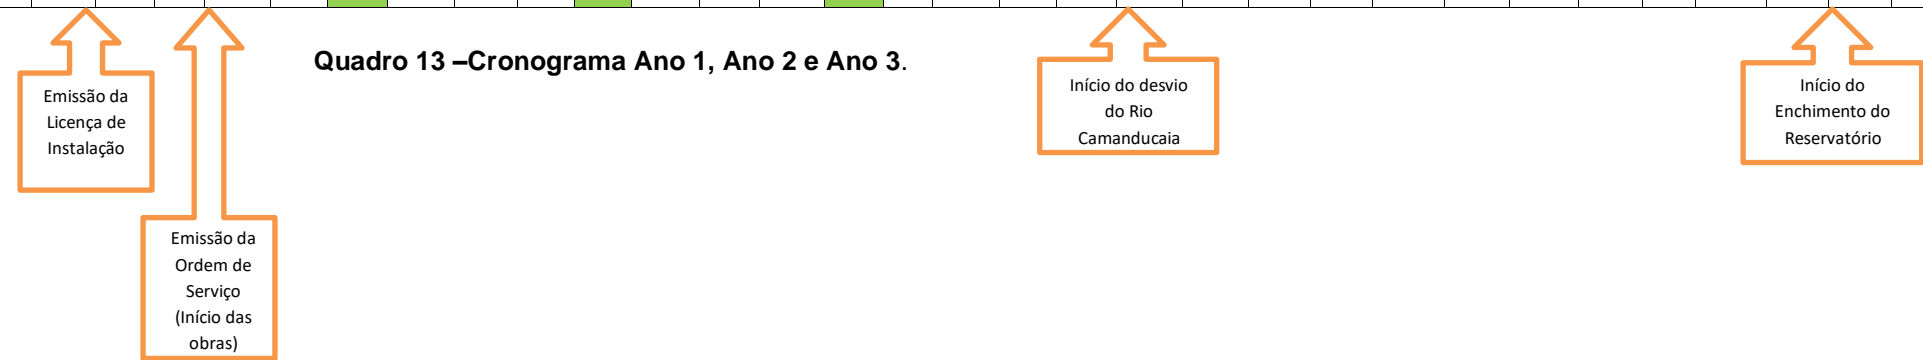 Quadro 13 –Cronograma Ano 1, Ano 2 e Ano 3.
Emissão da
Licença de
Instalação
Emissão da
Ordem de
Serviço
(Início das
obras)
Início do desvio
do Rio
Camanducaia
Início do
Enchimento do
Reservatório